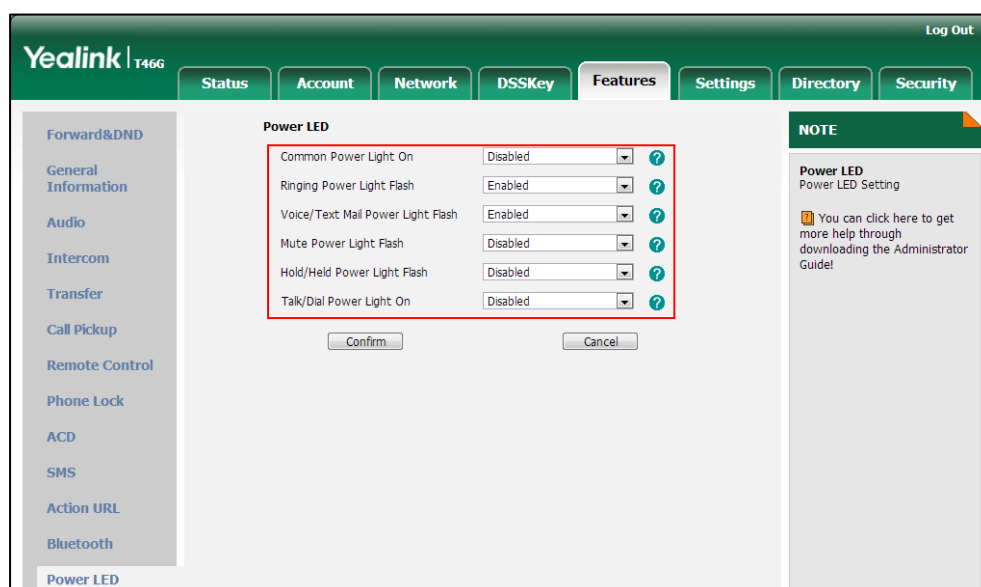 Log Out
Yealink T46G
Status Account Network DSSKey Features Settings Directory Security
Forward&DND
General
Information
Audio
Intercom
Transfer
Call Pickup
Remote Control
Phone Lock
ACD
SMS
Action URL
Bluetooth
Power LED
Power LED
Common Power Light On Disabled ?
Ringing Power Light Flash Enabled ?
Voice/Text Mail Power Light Flash Enabled ?
Mute Power Light Flash Disabled ?
Hold/Held Power Light Flash Disabled ?
Talk/Dial Power Light On Disabled ?
Confirm Cancel
NOTE
Power LED
Power LED Setting
? You can click here to get
more help through
downloading the Administrator
Guide!